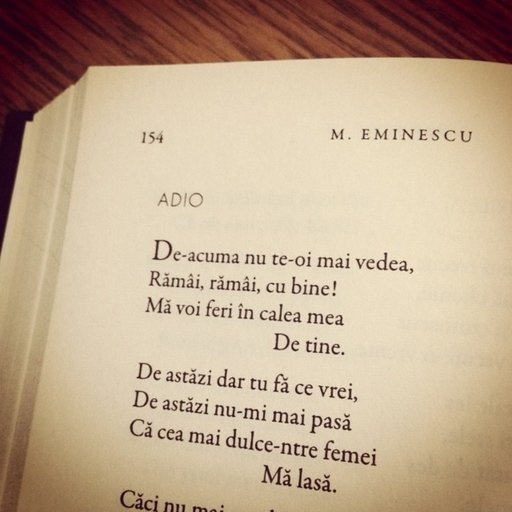 154
M. EMINESCU
ADIO
De-acuma nu te-oi mai vedea,
Rămâi, rămâi, cu bine!
Mă voi feri în calea mea
De tine.
De astăzi dar tu fă ce vrei,
De astăzi nu-mi mai pasă
Că cea mai dulce-ntre femei
Mă lasă.
Căci nu mai